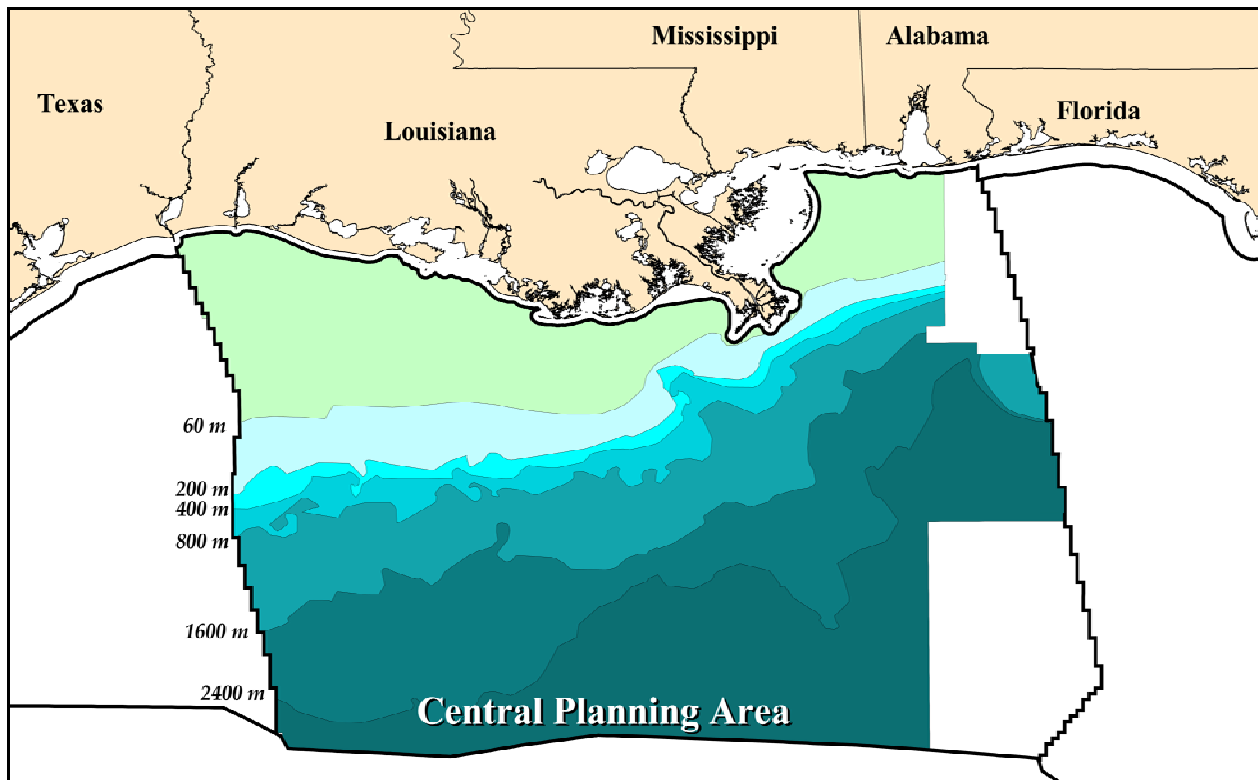 Mississippi
Alabama
Texas
Florida
Louisiana
60 m
200 m
400 m
800 m
1600 m
2400 m
Central Planning Area